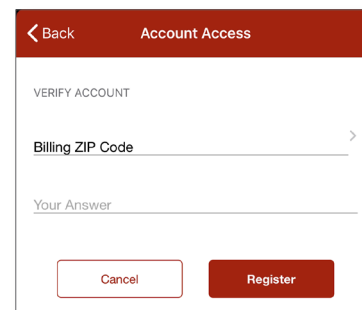 Back Account Access
VERIFY ACCOUNT
Billing ZIP Code
Your Answer
Cancel Register